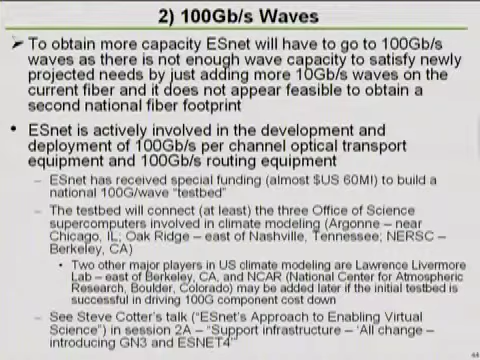 2) 100Gb/s Waves
➢ To obtain more capacity ESnet will have to go to 100Gb/s
waves as there is not enough wave capacity to satisfy newly
projected needs by just adding more 10Gb/s waves on the
current fiber and it does not appear feasible to obtain a
second national fiber footprint
• ESnet is actively involved in the development and
deployment of 100Gb/s per channel optical transport
equipment and 100Gb/s routing equipment
– ESnet has received special funding (almost $US 60MI) to build a
national 100G/wave "testbed"
– The testbed will connect (at least) the three Office of Science
supercomputers involved in climate modeling (Argonne – near
Chicago, IL; Oak Ridge – east of Nashville, Tennessee; NERSC –
Berkeley, CA)
• Two other major players in US climate modeling are Lawrence Livermore
Lab – east of Berkeley, CA, and NCAR (National Center for Atmospheric
Research, Boulder, Colorado) may be added later if the initial testbed is
successful in driving 100G component cost down
– See Steve Cotter's talk ("ESnet's Approach to Enabling Virtual
Science") in session 2A – "Support infrastructure – 'All change –
introducing GN3 and ESNET4'"